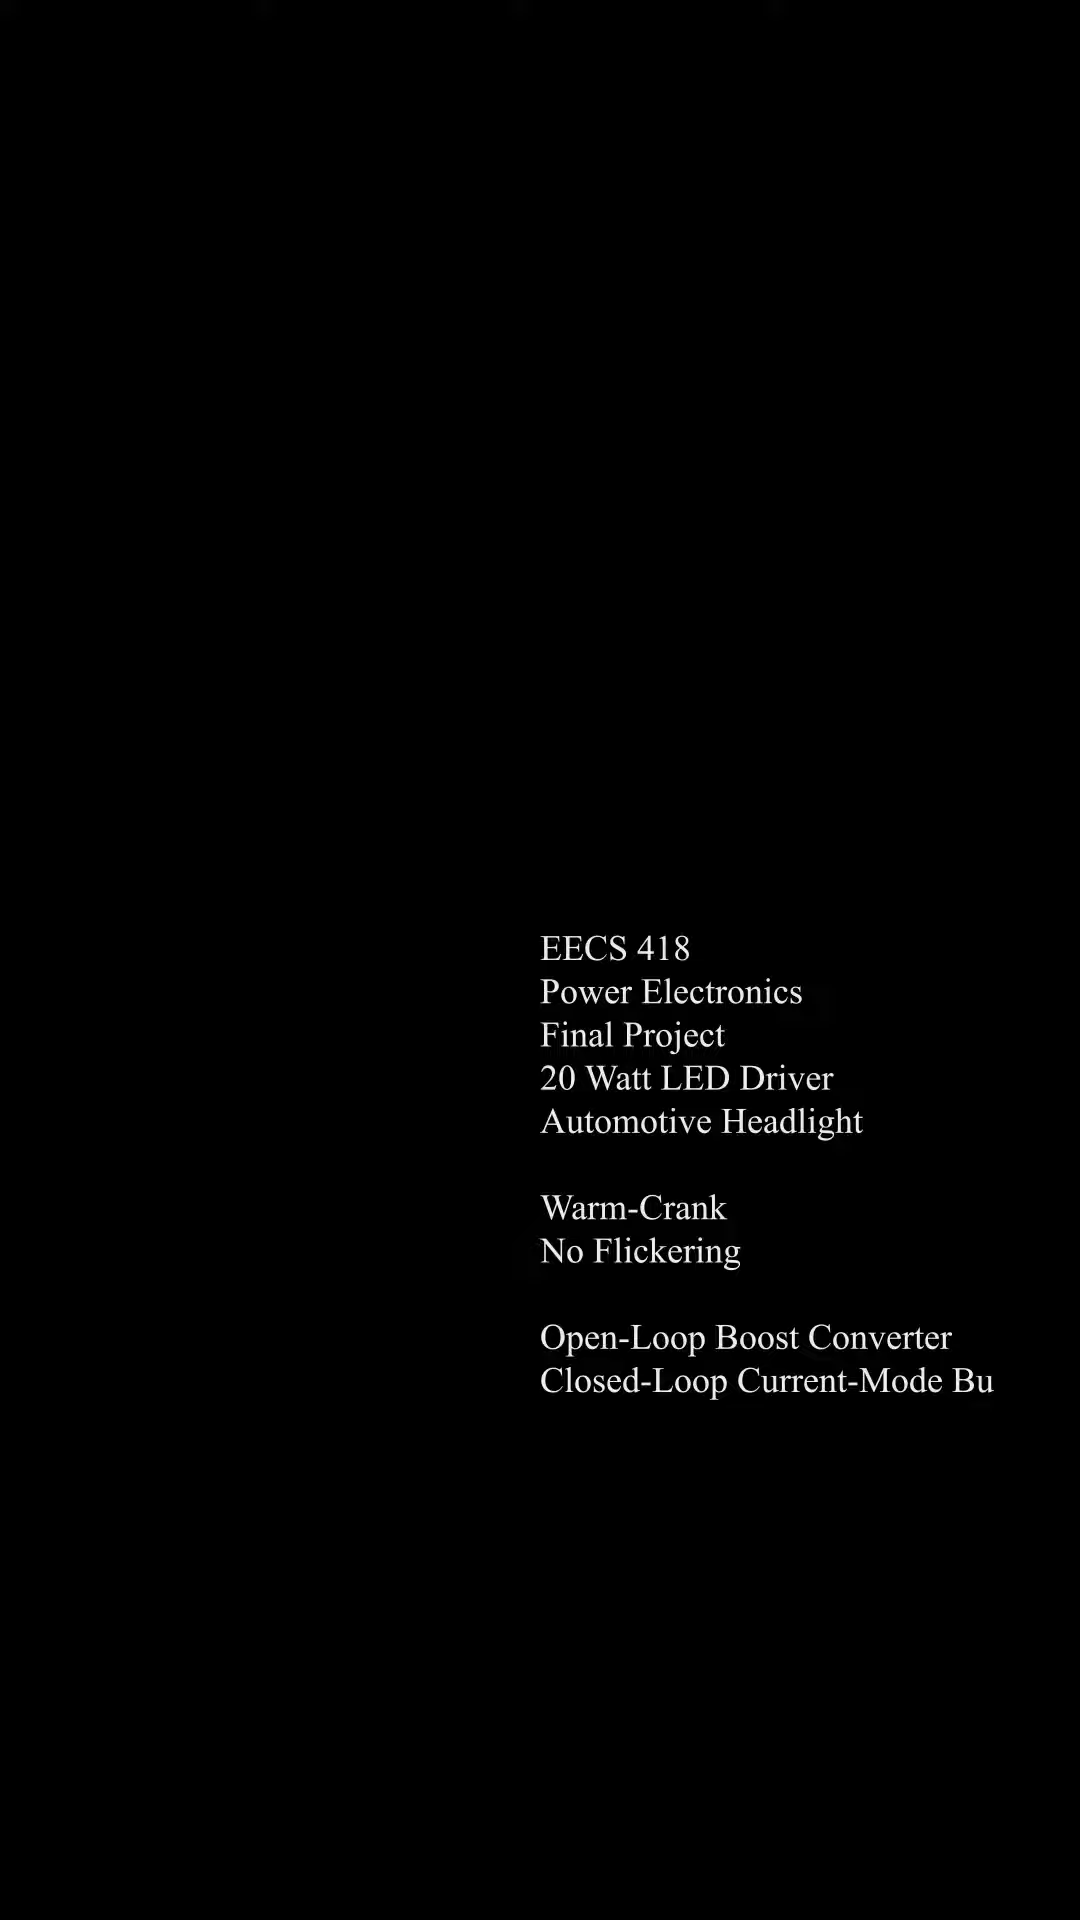 EECS 418
Power Electronics
Final Project
20 Watt LED Driver
Automotive Headlight
Warm-Crank
No Flickering
Open-Loop Boost Converter
Closed-Loop Current-Mode Bu